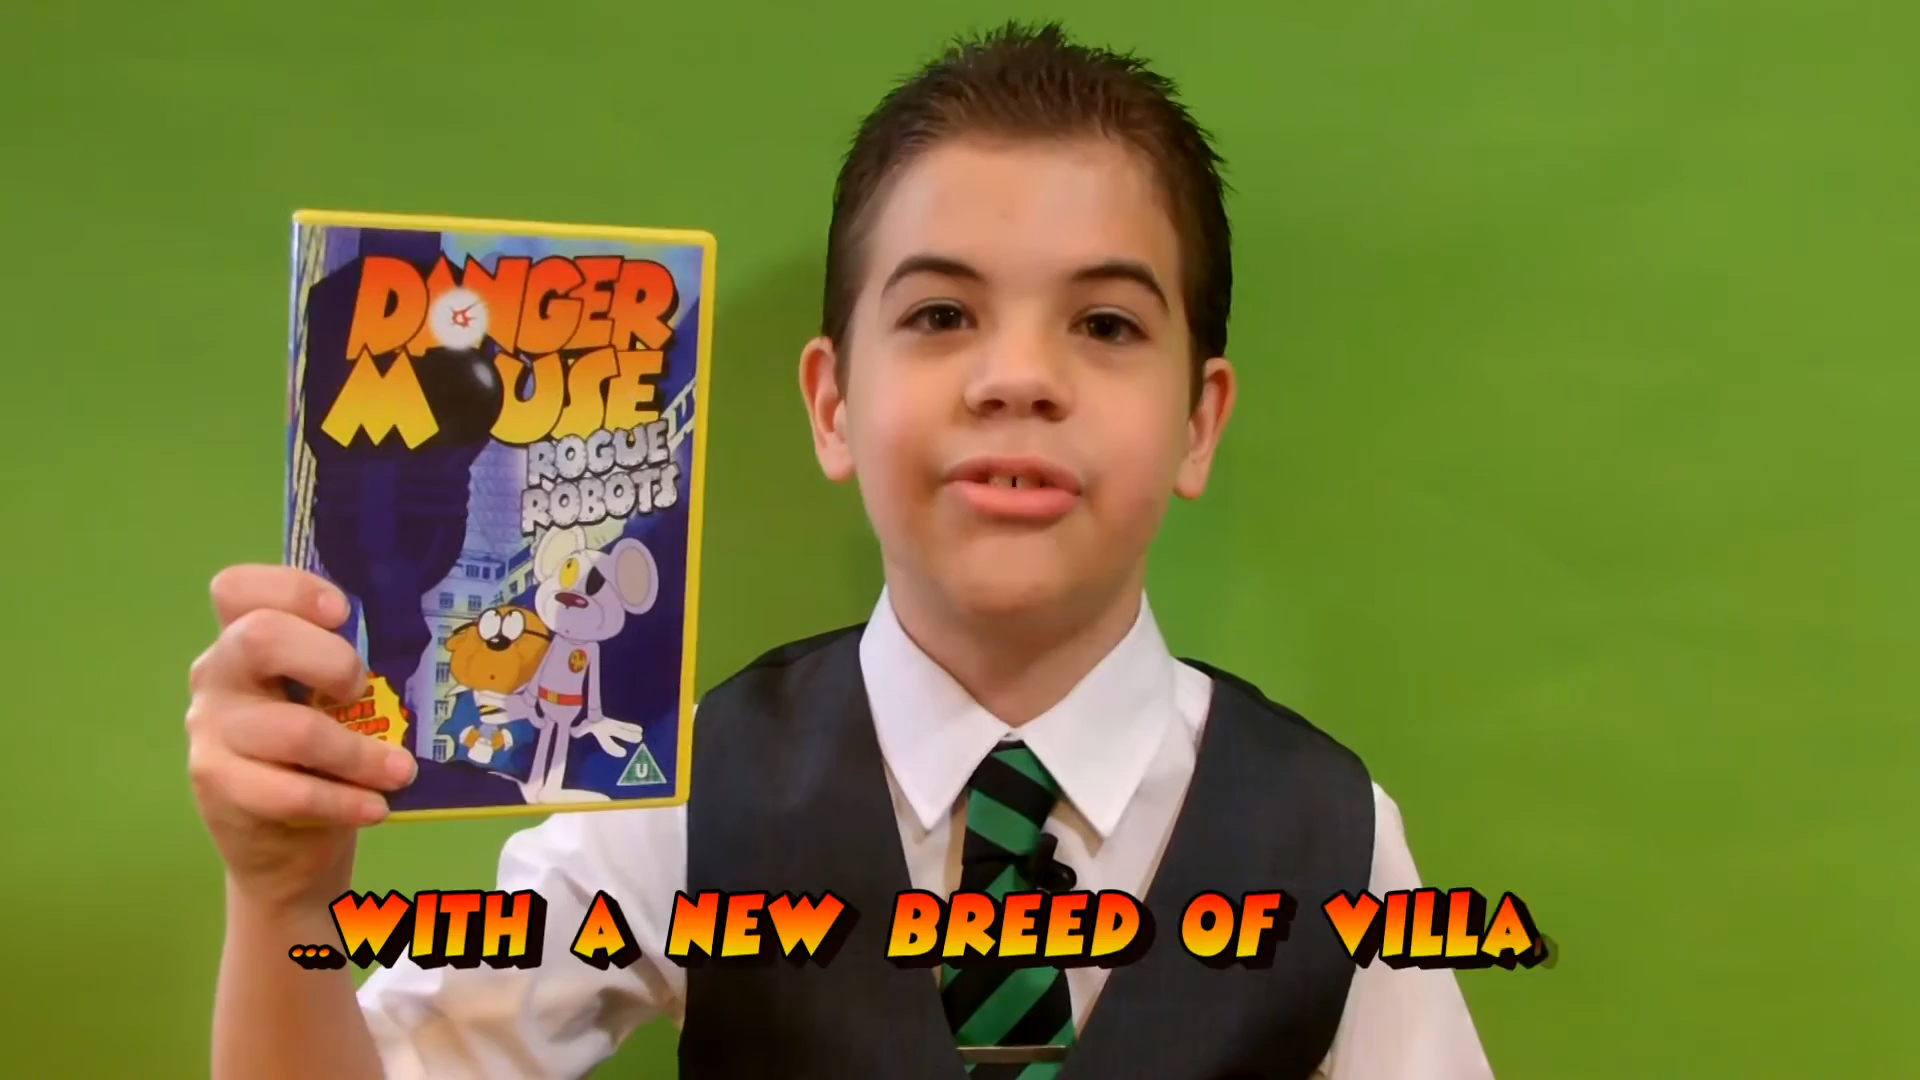 DANGER
MOUSE
ROGUE
ROBOTS
U
...WITH A NEW BREED OF VILLA